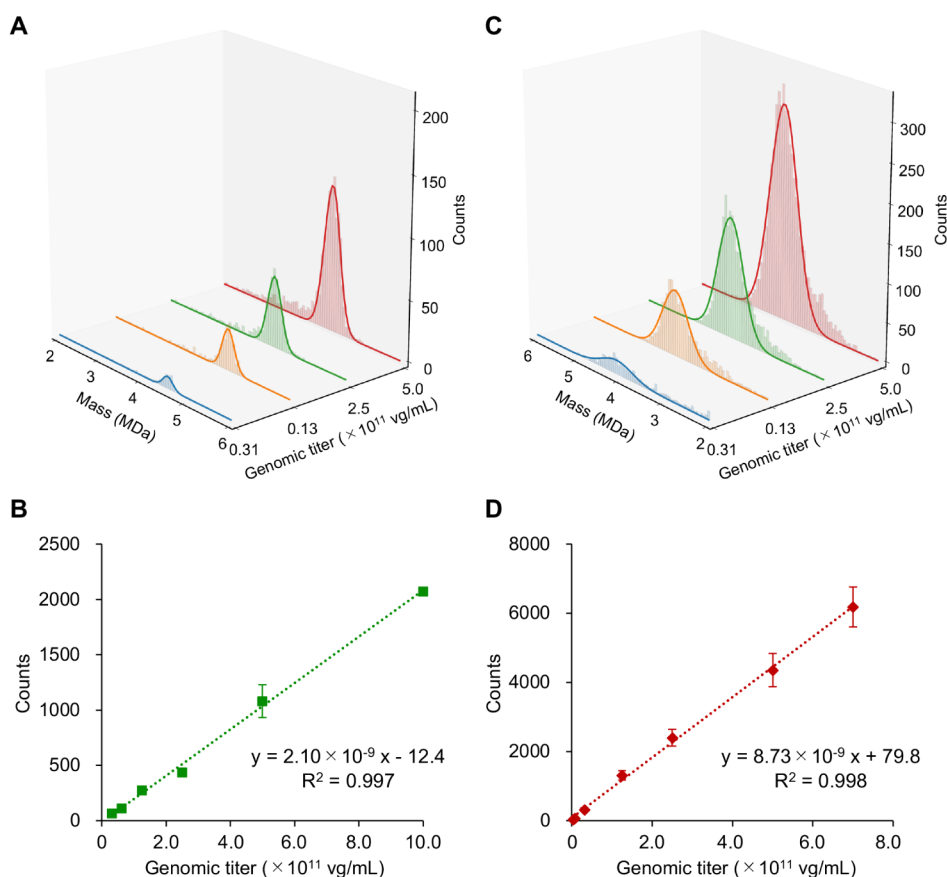 A
200
150
100
50
0
Counts
2
3
4
5
6
Mass (MDa)
0.31
0.13
2.5
5.0
Genomic titer (×10¹¹ vg/mL)
C
300
250
200
150
100
50
0
Counts
6
5
4
3
2
Mass (MDa)
0.31
0.13
2.5
5.0
Genomic titer (×10¹¹ vg/mL)
B
2500
2000
1500
1000
500
0
Counts
y = 2.10 × 10⁻⁹ x - 12.4
R² = 0.997
0
2.0
4.0
6.0
8.0
10.0
Genomic titer (×10¹¹ vg/mL)
D
8000
6000
4000
2000
0
Counts
y = 8.73 × 10⁻⁹ x + 79.8
R² = 0.998
0
2.0
4.0
6.0
8.0
Genomic titer (×10¹¹ vg/mL)